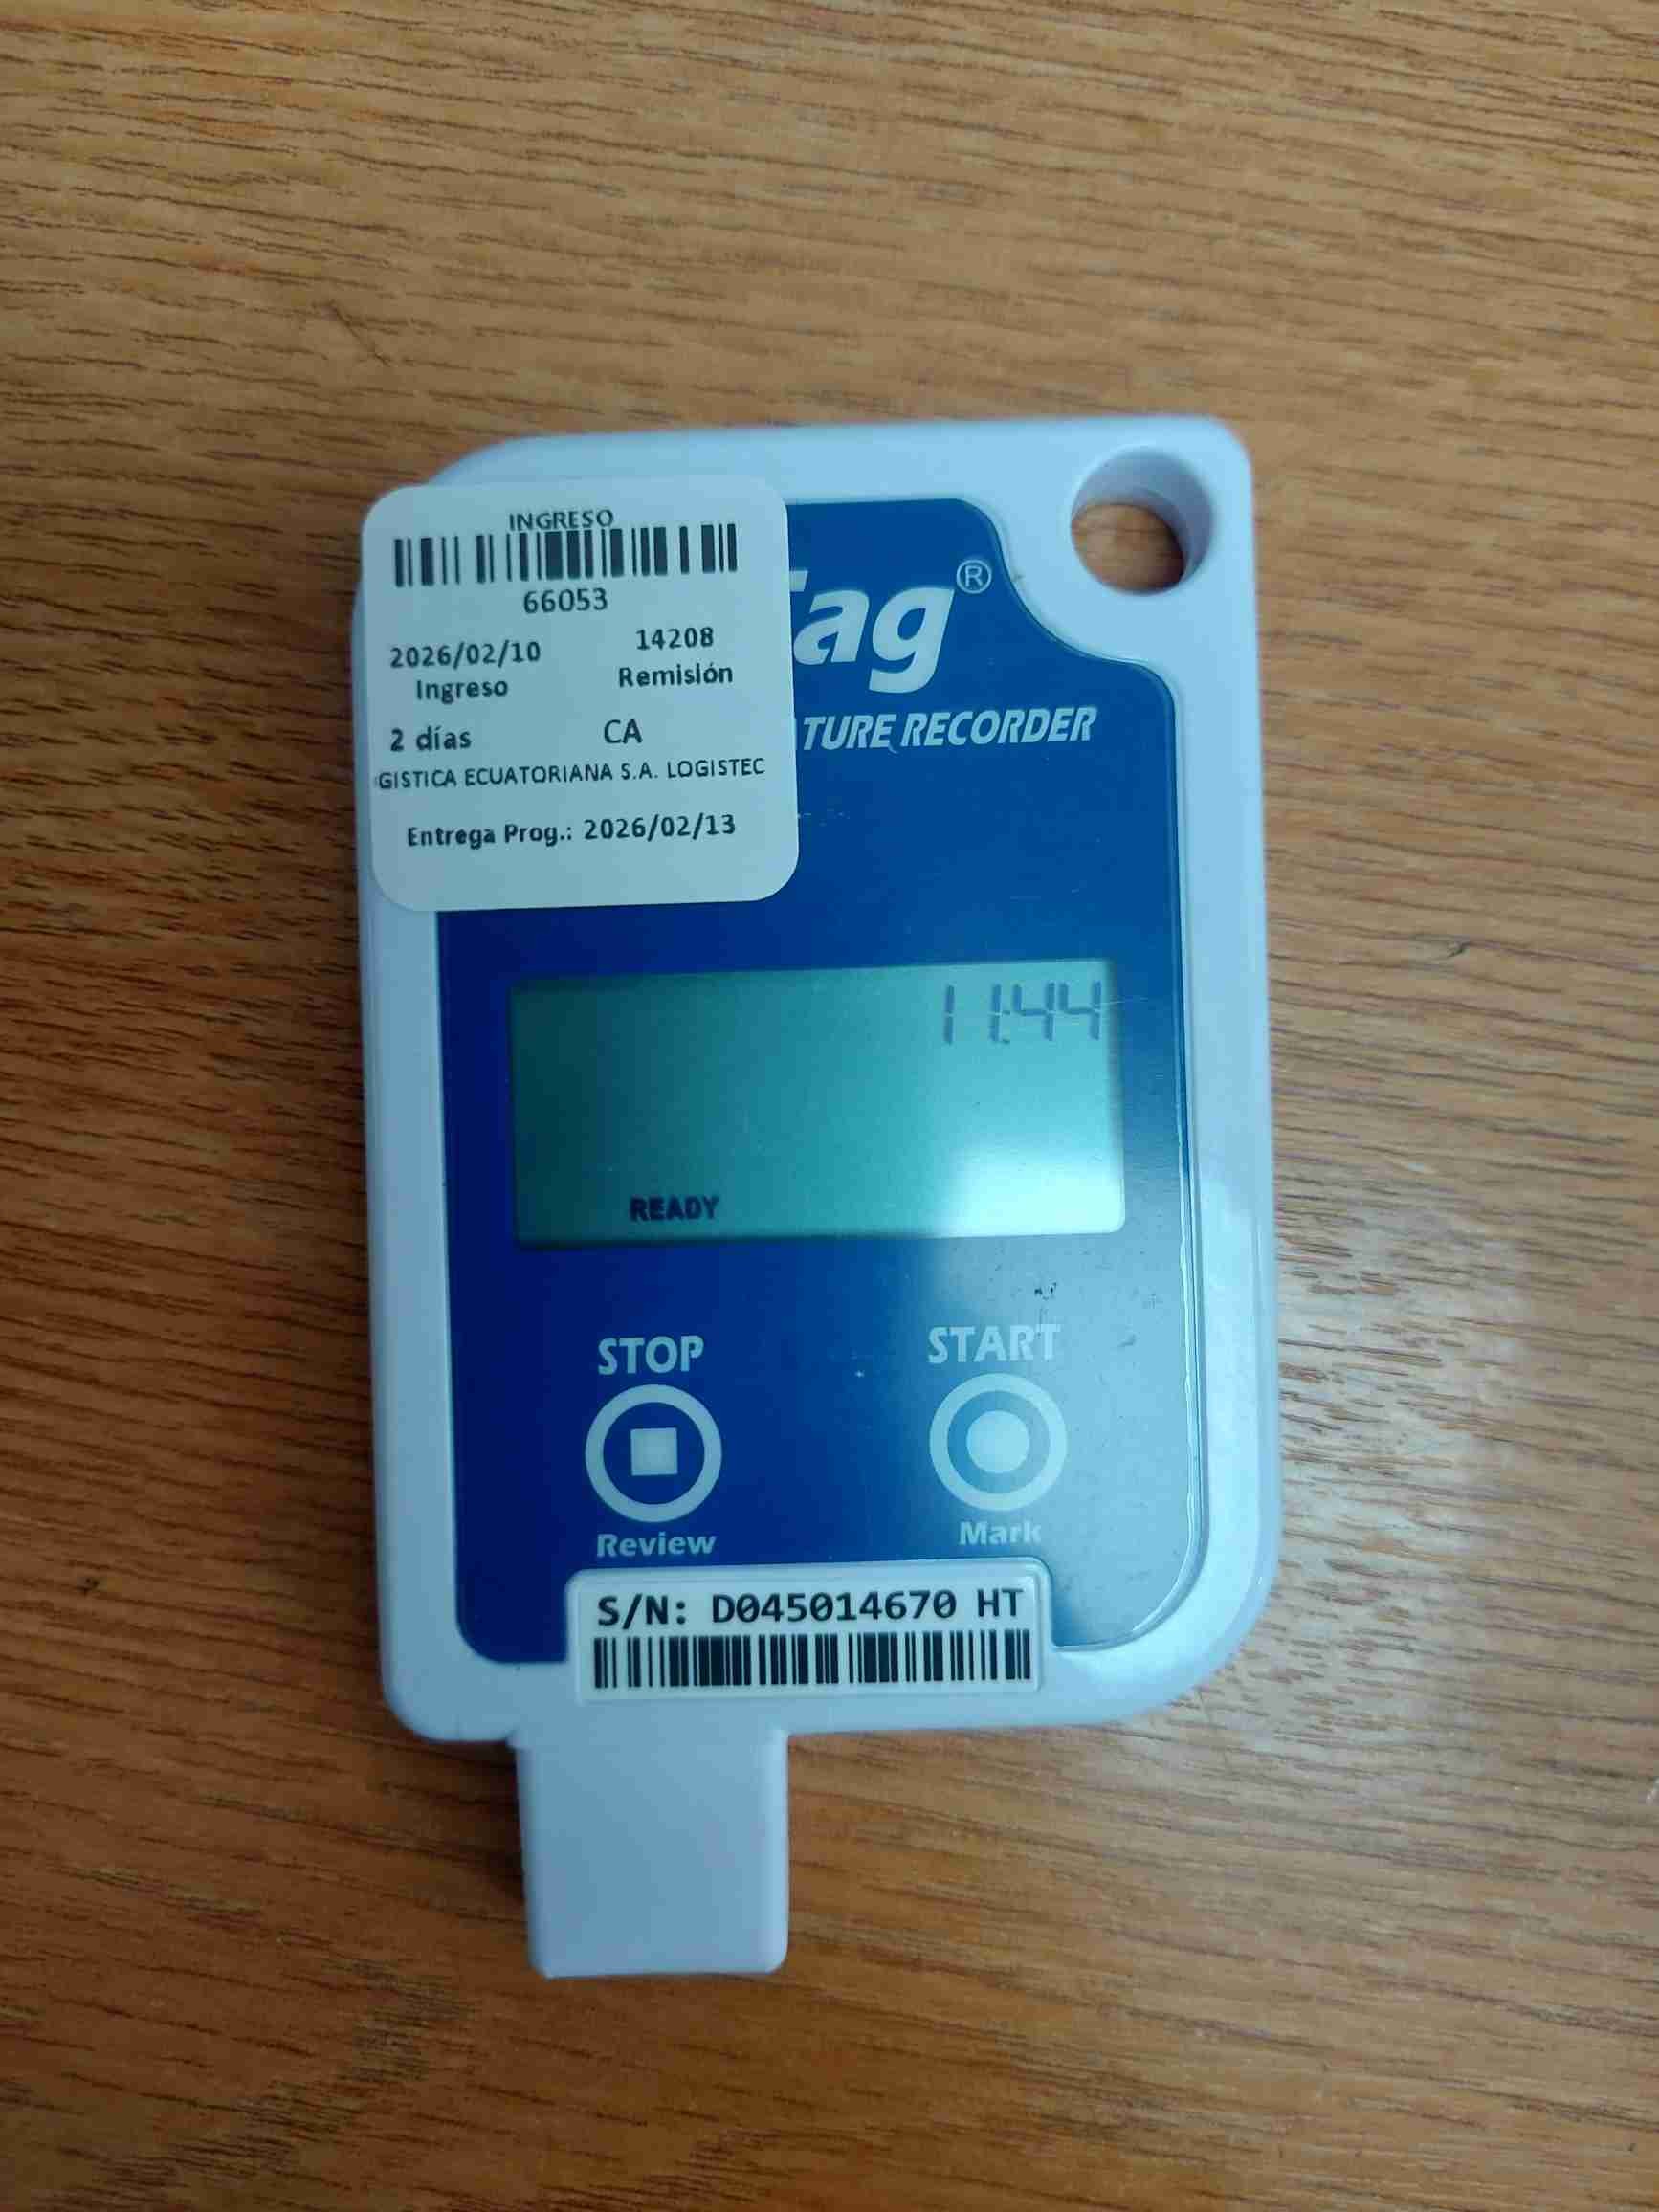 INGRESO
66053
2026/02/10 14208
Ingreso Remisión
2 días CA
GISTICA ECUATORIANA S.A. LOGISTEC
Entrega Prog.: 2026/02/13
Tag®
TURE RECORDER
11:44
READY
STOP START
Review Mark
S/N: D045014670 HT